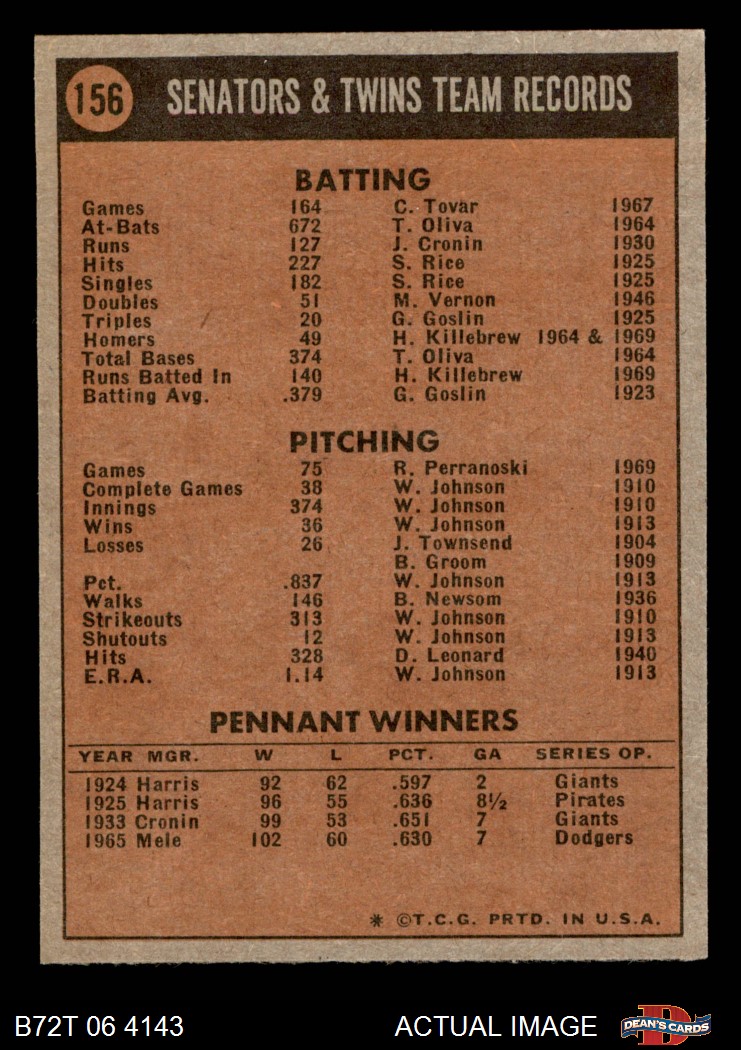 156 SENATORS & TWINS TEAM RECORDS
BATTING
Games 164 C. Tovar 1967
At-Bats 672 T. Oliva 1964
Runs 127 J. Cronin 1930
Hits 227 S. Rice 1925
Singles 182 S. Rice 1925
Doubles 51 M. Vernon 1946
Triples 20 G. Goslin 1925
Homers 49 H. Killebrew 1964 & 1969
Total Bases 374 T. Oliva 1964
Runs Batted In 140 H. Killebrew 1969
Batting Avg. .379 G. Goslin 1923
PITCHING
Games 75 R. Perranoski 1969
Complete Games 38 W. Johnson 1910
Innings 374 W. Johnson 1910
Wins 36 W. Johnson 1913
Losses 26 J. Townsend 1904
B. Groom 1909
Pct. .837 W. Johnson 1913
Walks 146 B. Newsom 1936
Strikeouts 313 W. Johnson 1910
Shutouts 12 W. Johnson 1913
Hits 328 D. Leonard 1940
E.R.A. 1.14 W. Johnson 1913
PENNANT WINNERS
YEAR MGR. W L PCT. GA SERIES OP.
1924 Harris 92 62 .597 2 Giants
1925 Harris 96 55 .636 8½ Pirates
1933 Cronin 99 53 .651 7 Giants
1965 Mele 102 60 .630 7 Dodgers
* ©T.C.G. PRTD. IN U.S.A.
B72T 06 4143 ACTUAL IMAGE D DEAN'S CARDS